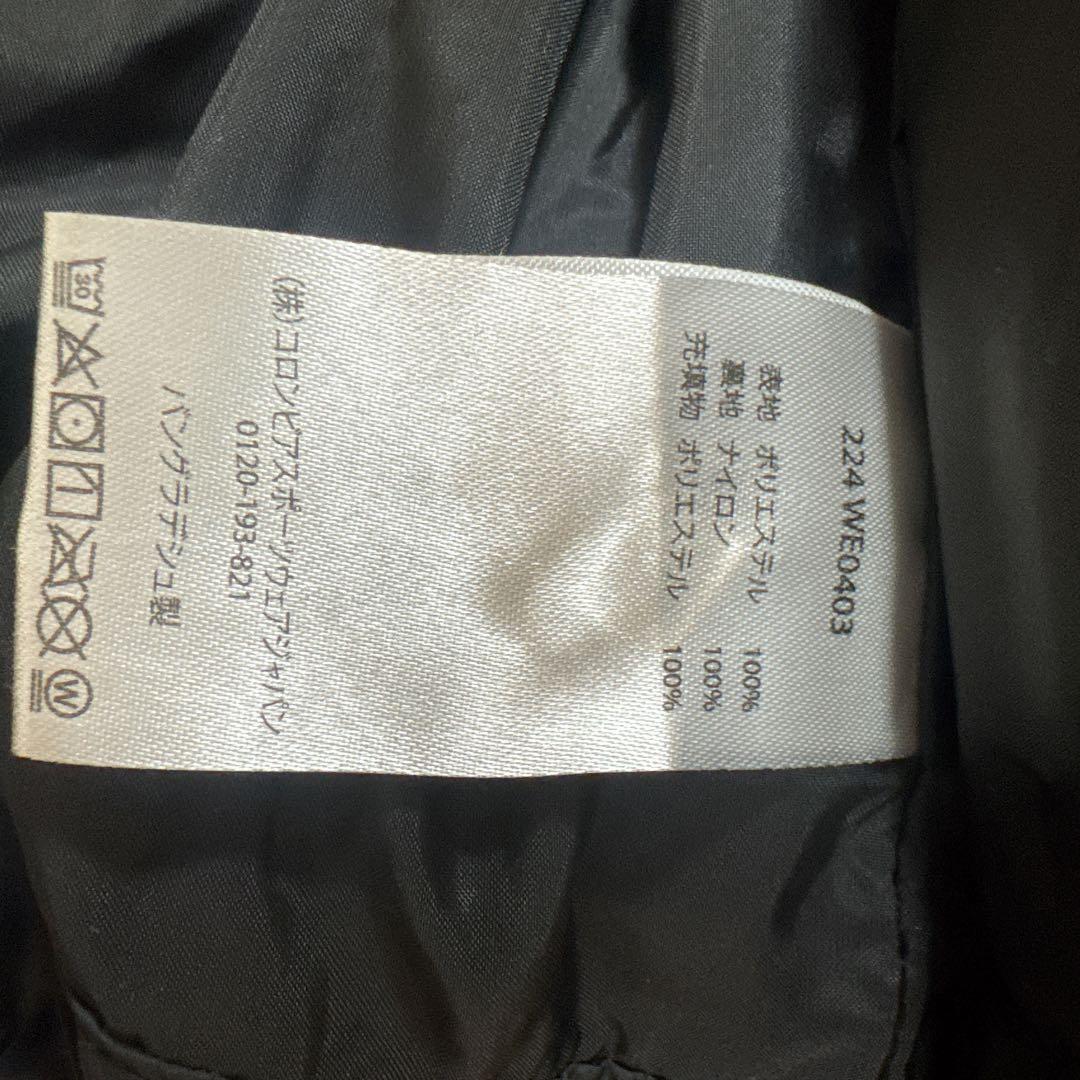 224 WE0403
表地 ポリエステル 100%
裏地 ナイロン 100%
充填物 ポリエステル 100%
(株)コロンビアスポーツウェアジャパン
0120-193-821
バングラデシュ製
30
W